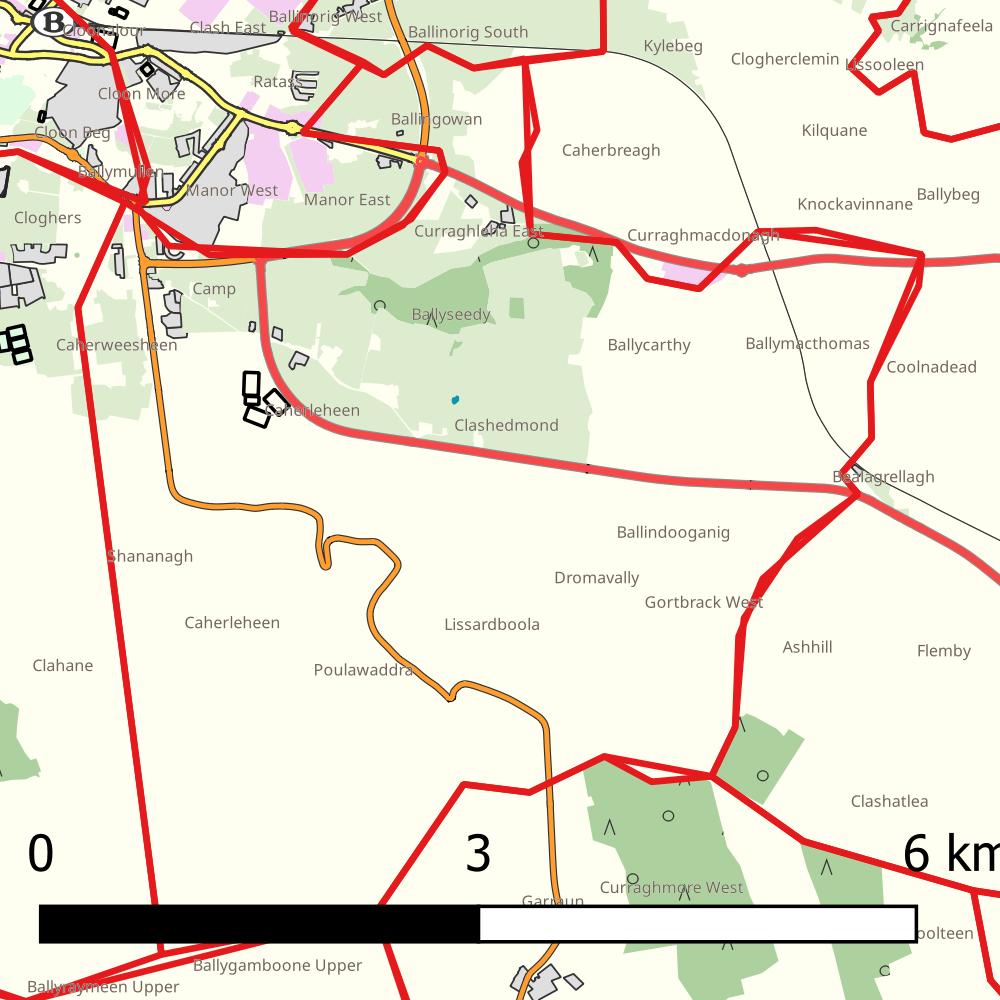 Ballinorig West
Clash East
Cloonalour
B
Ballinorig South
Carrignafeela
Kylebeg
Clogherclemin
Lissooleen
Ratass
Cloon More
Ballingowan
Kilquane
Cloon Beg
Caherbreagh
Ballymullen
Manor West
Manor East
Ballybeg
Knockavinnane
Cloghers
Curraghleha East
Curraghmacdonagh
Camp
Ballyseedy
Caherweesheen
Ballycarthy
Ballymacthomas
Coolnadead
Caherleheen
Clashedmond
Bealagrellagh
Ballindooganig
Shananagh
Dromavally
Gortbrack West
Caherleheen
Lissardboola
Ashhill
Flemby
Clahane
Poulawaddra
Clashatlea
0 3 6 km
Curraghmore West
Garraun
oolteen
Ballygamboone Upper
Ballyraymeen Upper